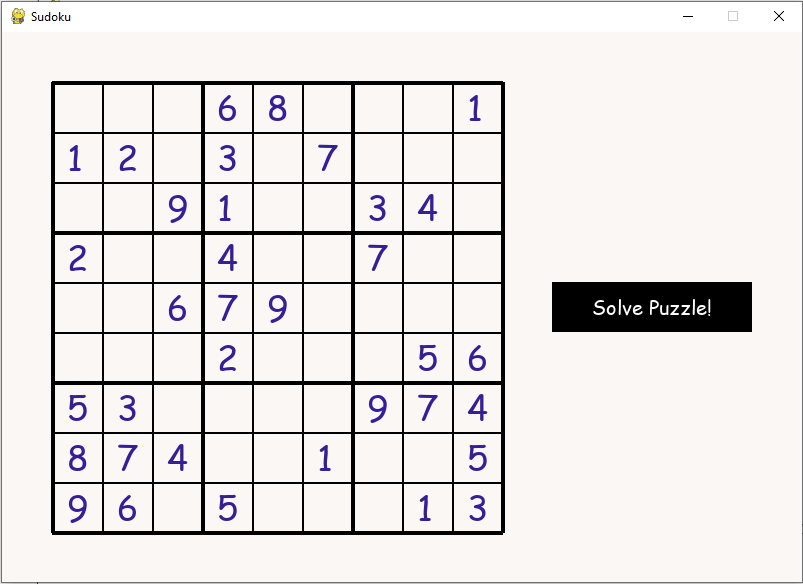 Sudoku
6 8 1
1 2 3 7
9 1 3 4
2 4 7
6 7 9
Solve Puzzle!
2 5 6
5 3 9 7 4
8 7 4 1 5
9 6 5 1 3